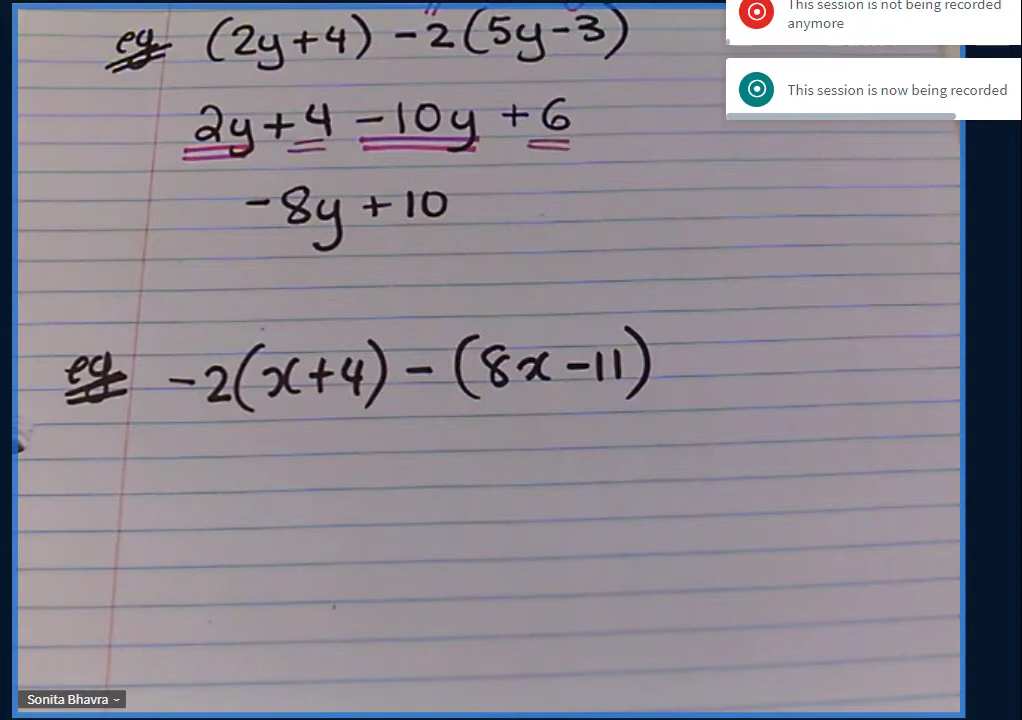 This session is not being recorded
anymore
This session is now being recorded
eg (2y+4) -2(5y-3)
2y+4 -10y +6
-8y +10
eg -2(x+4) - (8x-11)
Sonita Bhavra